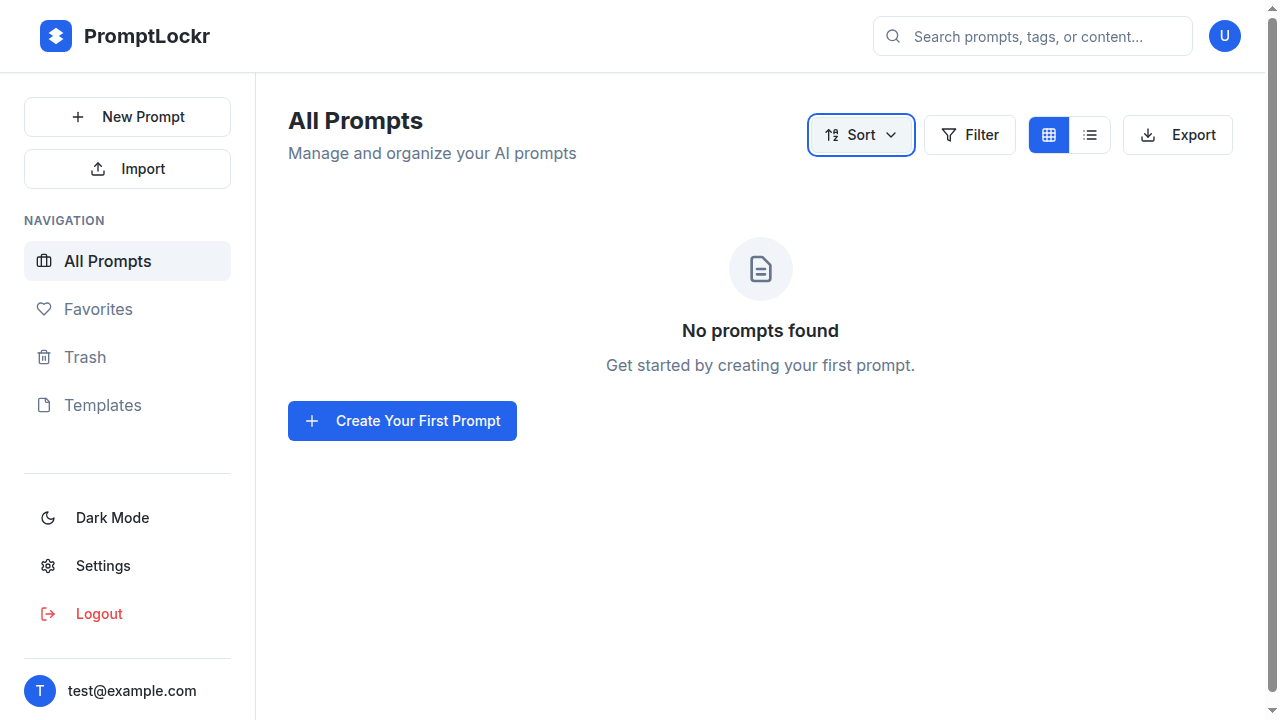 PromptLockr
Search prompts, tags, or content...
U
New Prompt
Import
NAVIGATION
All Prompts
Favorites
Trash
Templates
Dark Mode
Settings
Logout
T
test@example.com
All Prompts
Manage and organize your AI prompts
Sort
Filter
Export
No prompts found
Get started by creating your first prompt.
Create Your First Prompt